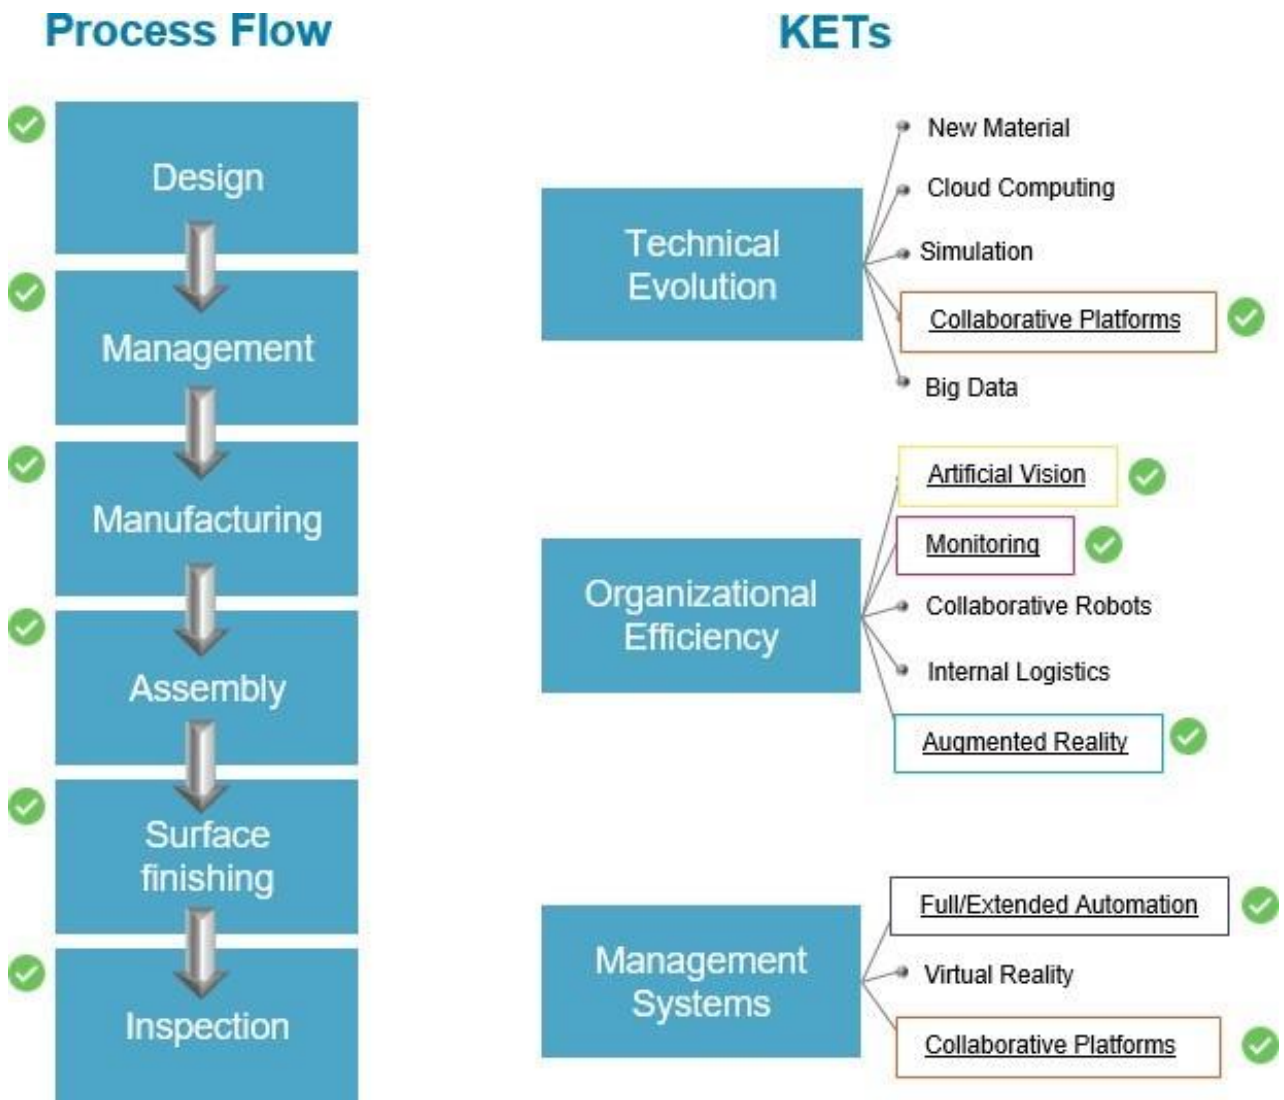 Process Flow
Design
Management
Manufacturing
Assembly
Surface
finishing
Inspection
KETs
Technical
Evolution
New Material
Cloud Computing
Simulation
Collaborative Platforms
Big Data
Organizational
Efficiency
Artificial Vision
Monitoring
Collaborative Robots
Internal Logistics
Augmented Reality
Management
Systems
Full/Extended Automation
Virtual Reality
Collaborative Platforms